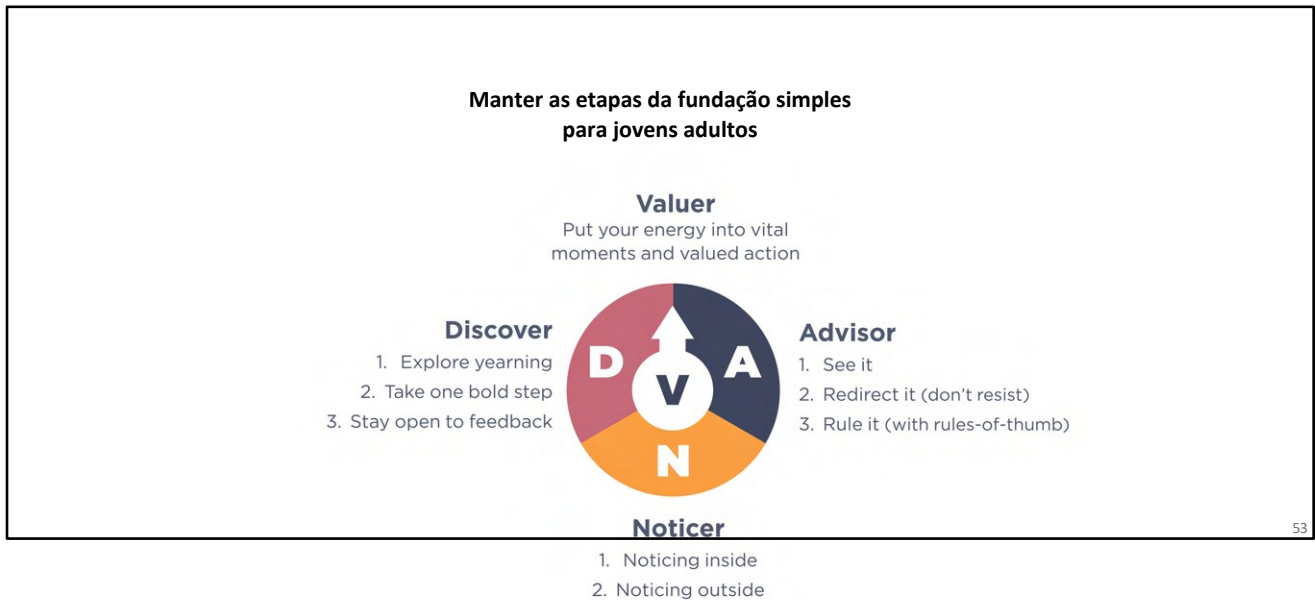 Manter as etapas da fundação simples
para jovens adultos
Valuer
Put your energy into vital
moments and valued action
Discover
1. Explore yearning
2. Take one bold step
3. Stay open to feedback
D
A
V
N
Advisor
1. See it
2. Redirect it (don't resist)
3. Rule it (with rules-of-thumb)
Noticer
1. Noticing inside
2. Noticing outside
53